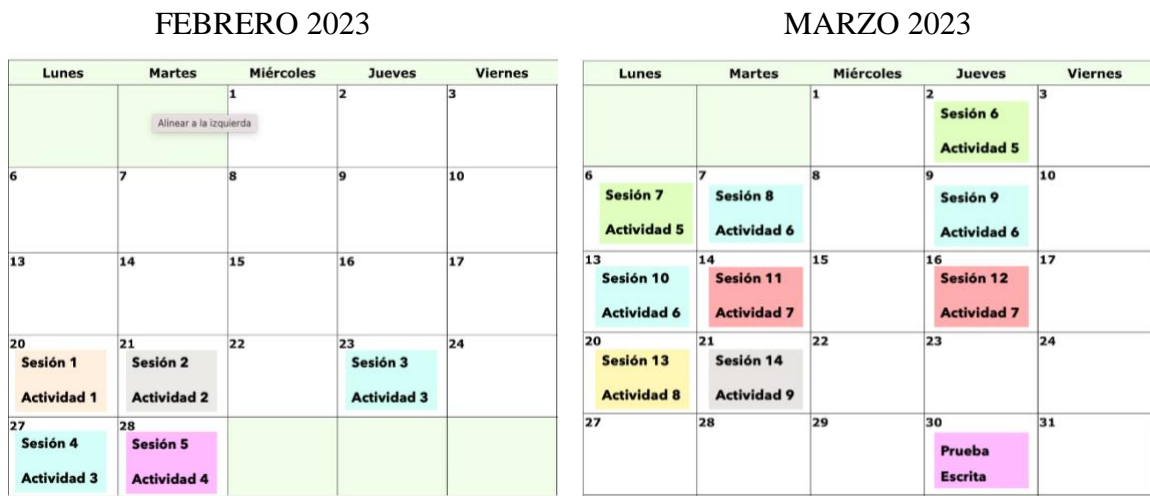 FEBRERO 2023
Lunes Martes Miércoles Jueves Viernes
1 2 3
Alinear a la izquierda
6 7 8 9 10
13 14 15 16 17
20 21 22 23 24
Sesión 1 Sesión 2 Sesión 3
Actividad 1 Actividad 2 Actividad 3
27 28
Sesión 4 Sesión 5
Actividad 3 Actividad 4
MARZO 2023
Lunes Martes Miércoles Jueves Viernes
1 2 3
Sesión 6
Actividad 5
6 7 8 9 10
Sesión 7 Sesión 8 Sesión 9
Actividad 5 Actividad 6 Actividad 6
13 14 15 16 17
Sesión 10 Sesión 11 Sesión 12
Actividad 6 Actividad 7 Actividad 7
20 21 22 23 24
Sesión 13 Sesión 14
Actividad 8 Actividad 9
27 28 29 30 31
Prueba
Escrita